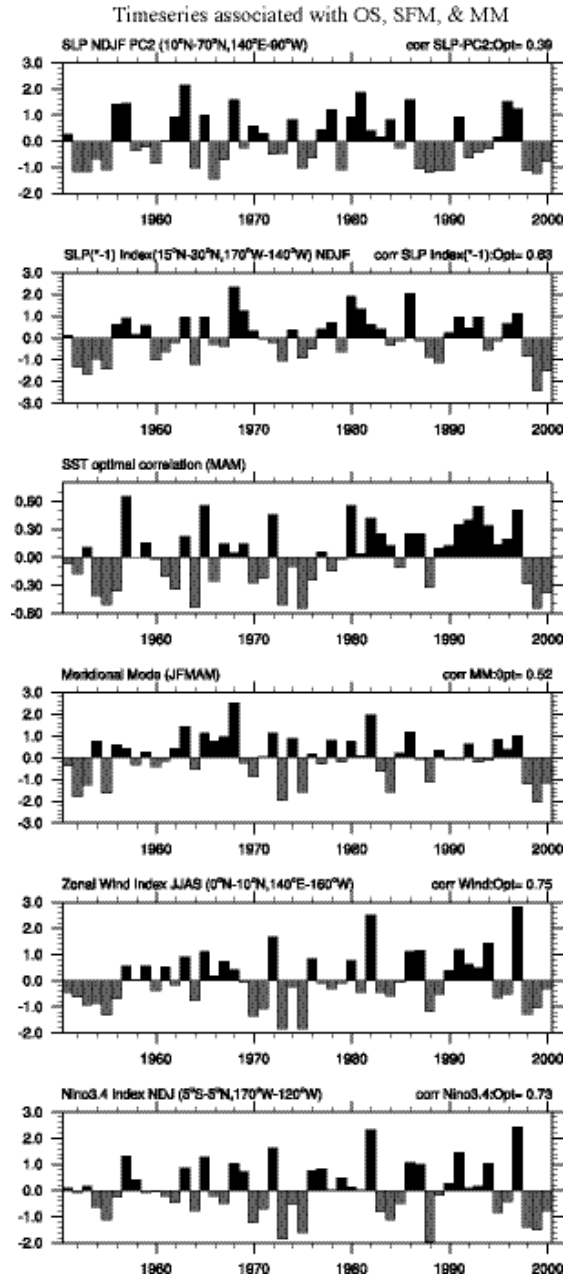 Timeseries associated with OS, SFM, & MM
SLP NDJF PC2 (10°N-70°N,140°E-90°W) corr SLP-PC2:Opt= 0.39
3.0
2.0
1.0
0.0
-1.0
-2.0
1960 1970 1980 1990 2000
SLP(*-1) Index(15°N-30°N,170°W-140°W) NDJF corr SLP Index(*-1):Opt= 0.63
3.0
2.0
1.0
0.0
-1.0
-2.0
-3.0
1960 1970 1980 1990 2000
SST optimal correlation (MAM)
0.60
0.30
0.00
-0.30
-0.60
1960 1970 1980 1990 2000
Meridional Mode (JFMAM) corr MM:Opt= 0.52
3.0
2.0
1.0
0.0
-1.0
-2.0
-3.0
1960 1970 1980 1990 2000
Zonal Wind Index JJAS (0°N-10°N,140°E-160°W) corr Wind:Opt= 0.75
3.0
2.0
1.0
0.0
-1.0
-2.0
1960 1970 1980 1990 2000
Nino3.4 Index NDJ (5°S-5°N,170°W-120°W) corr Nino3.4:Opt= 0.73
3.0
2.0
1.0
0.0
-1.0
-2.0
1960 1970 1980 1990 2000